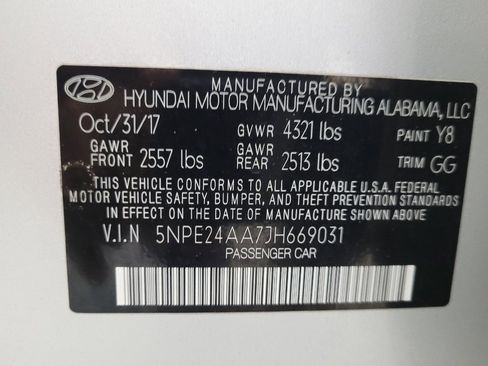 MANUFACTURED BY
HYUNDAI MOTOR MANUFACTURING ALABAMA, LLC
Oct/31/17 GVWR 4321 lbs PAINT Y8
GAWR FRONT 2557 lbs GAWR REAR 2513 lbs TRIM GG
THIS VEHICLE CONFORMS TO ALL APPLICABLE U.S.A. FEDERAL
MOTOR VEHICLE SAFETY, BUMPER, AND THEFT PREVENTION STANDARDS
IN EFFECT ON THE DATE OF MANUFACTURE SHOWN ABOVE.
V.I.N 5NPE24AA7JH669031
PASSENGER CAR